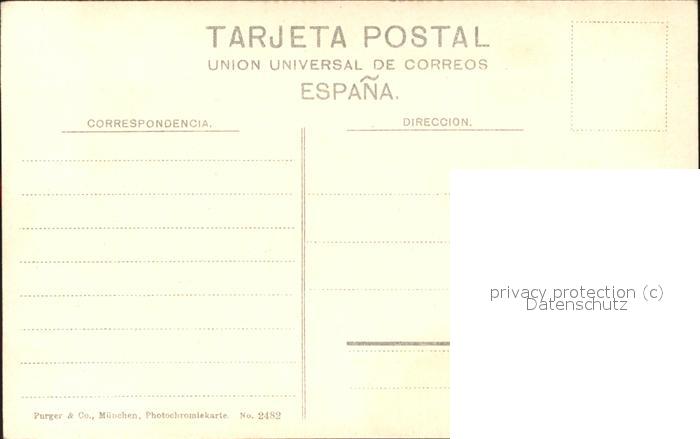 TARJETA POSTAL
UNION UNIVERSAL DE CORREOS
ESPAÑA.
CORRESPONDENCIA.
DIRECCION.
privacy protection (c)
Datenschutz
Purger & Co., München, Photochromiekarte. No. 2482